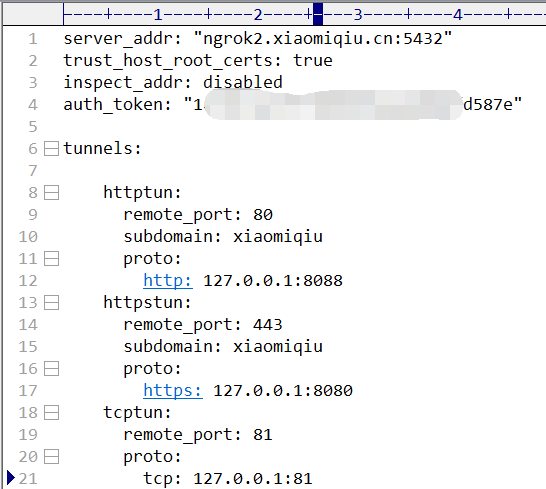 ----+----1----+----2----+----3----+----4----+---
1 server_addr: "ngrok2.xiaomiqiu.cn:5432"
2 trust_host_root_certs: true
3 inspect_addr: disabled
4 auth_token: "14 d587e"
5
6 tunnels:
7
8 httptun:
9 remote_port: 80
10 subdomain: xiaomiqiu
11 proto:
12 http: 127.0.0.1:8088
13 httpstun:
14 remote_port: 443
15 subdomain: xiaomiqiu
16 proto:
17 https: 127.0.0.1:8080
18 tcptun:
19 remote_port: 81
20 proto:
21 tcp: 127.0.0.1:81